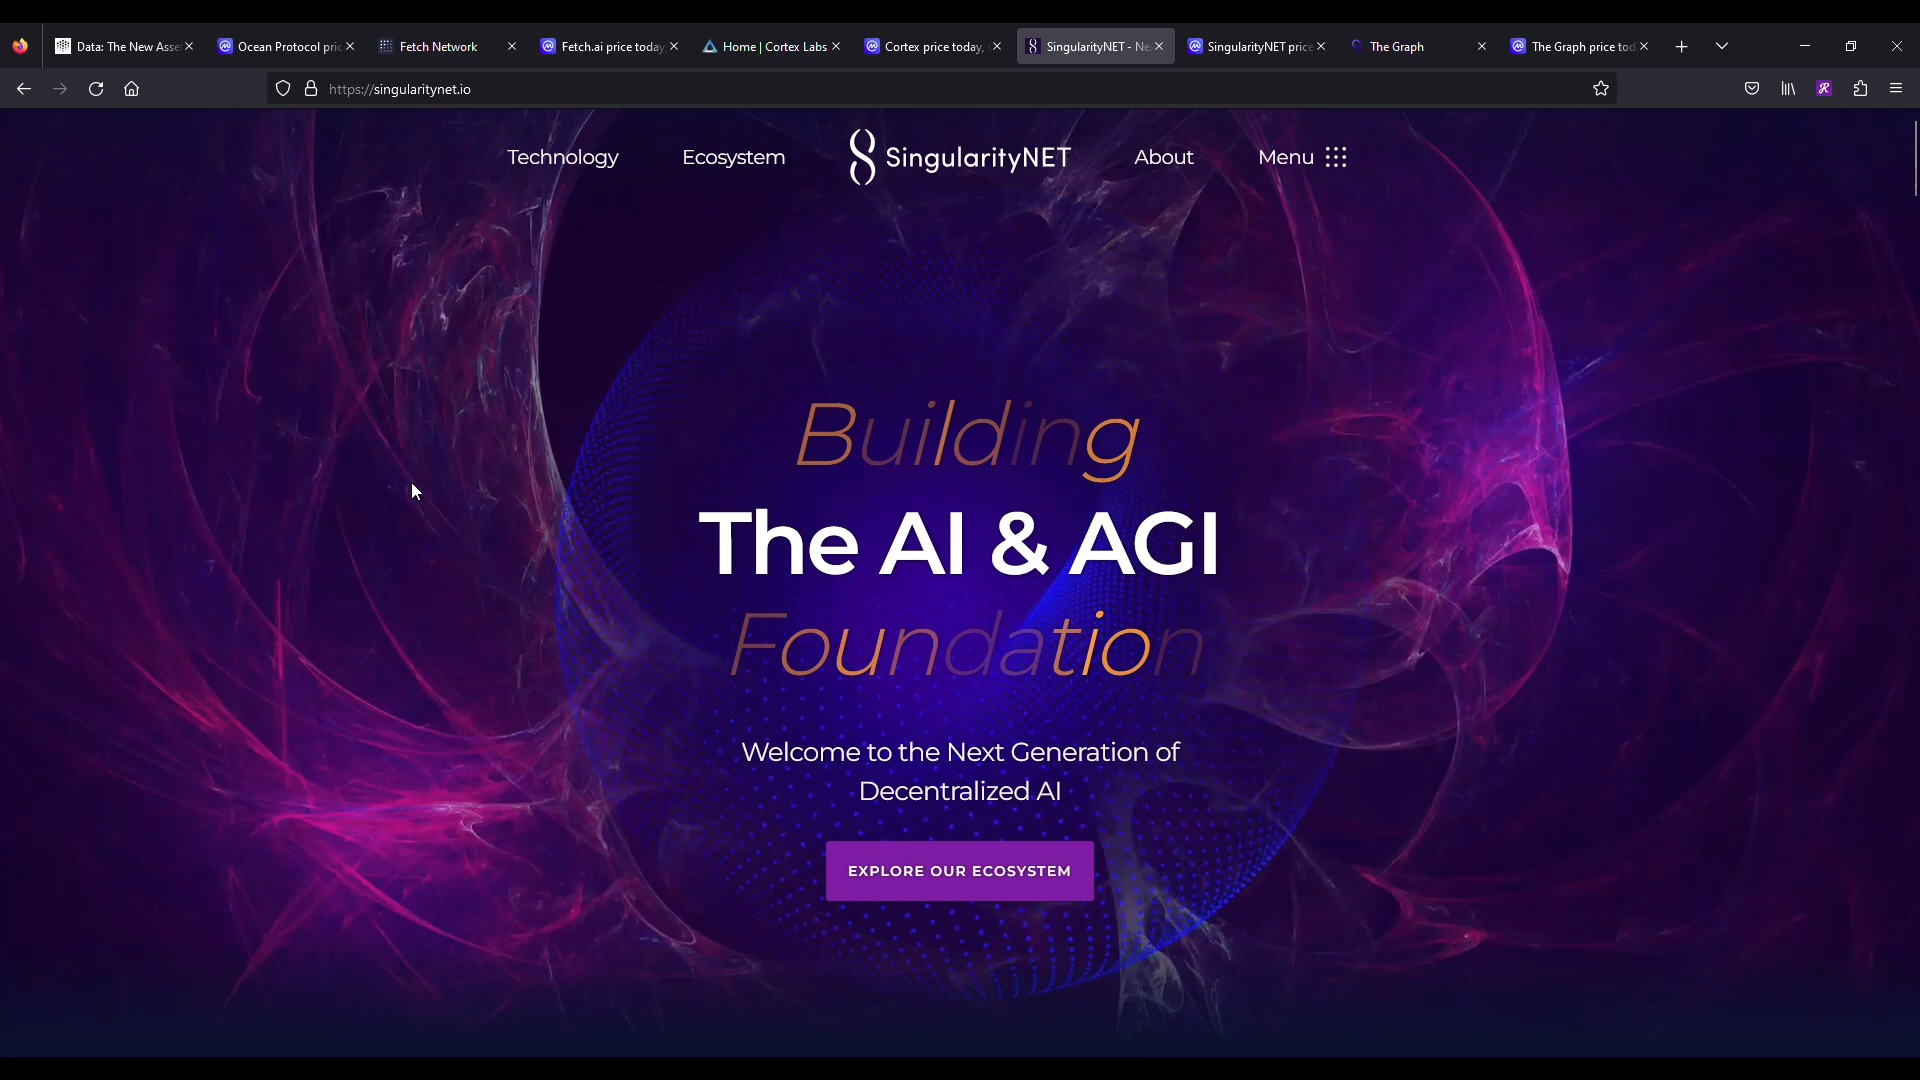 Data: The New Asse
Ocean Protocol pric
Fetch Network
Fetch.ai price today
Home | Cortex Labs
Cortex price today,
SingularityNET - Ne
SingularityNET price
The Graph
The Graph price tod
https://singularitynet.io
Technology
Ecosystem
SingularityNET
About
Menu
Building
The AI & AGI
Foundation
Welcome to the Next Generation of
Decentralized AI
EXPLORE OUR ECOSYSTEM